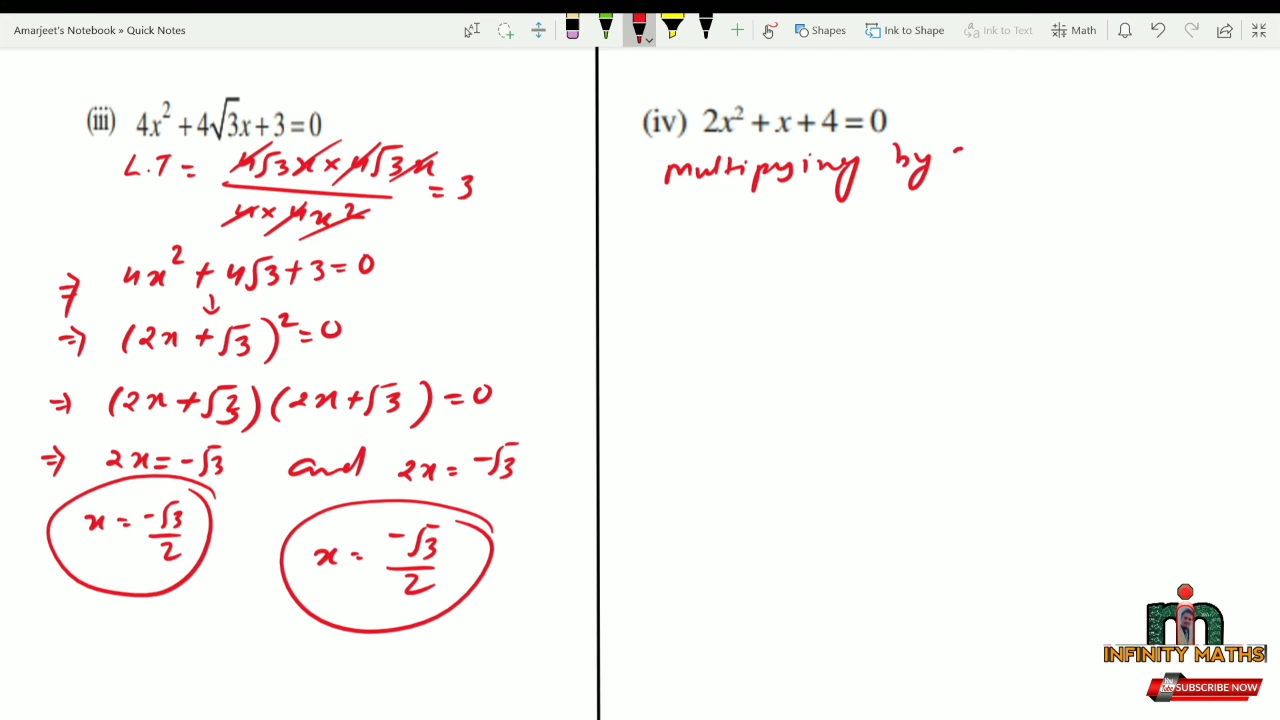 Amarjeet's Notebook » Quick Notes
Shapes
Ink to Shape
Ink to Text
Math
(iii) 4x² + 4√3x + 3 = 0
L.T = 4√3x × 4√3x / 4 × 4x² = 3
⇒ 4x² + 4√3 + 3 = 0
⇒ (2x + √3)² = 0
⇒ (2x + √3) (2x + √3) = 0
⇒ 2x = -√3 and 2x = -√3
x = -√3/2
x = -√3/2
(iv) 2x² + x + 4 = 0
multipying by
INFINITY MATHS
You Tube SUBSCRIBE NOW